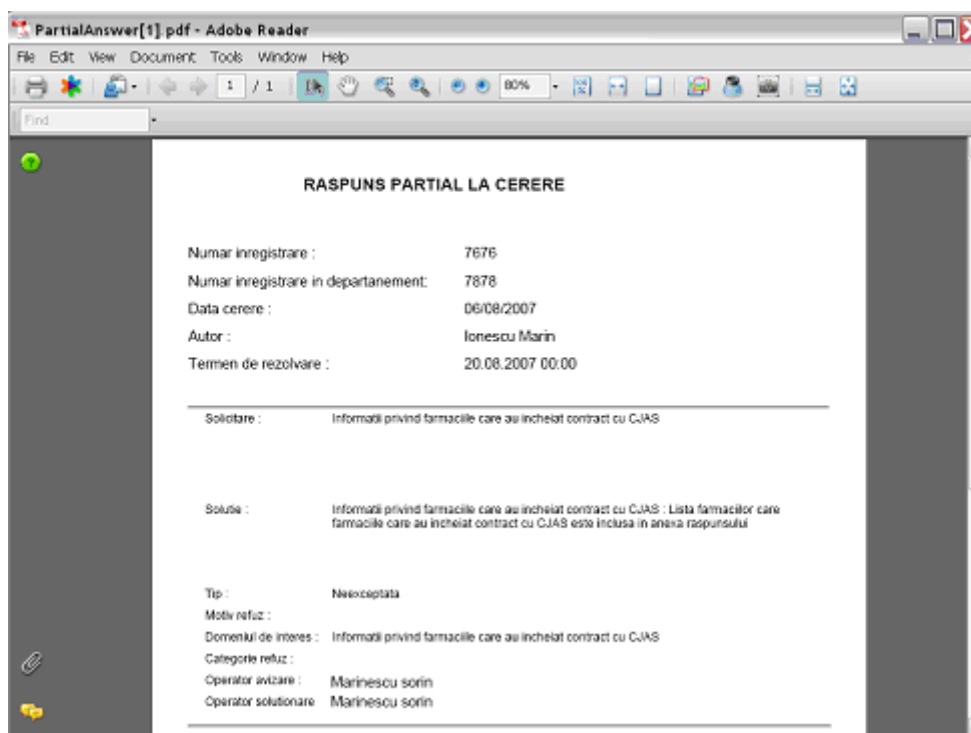 PartialAnswer[1].pdf - Adobe Reader
File Edit View Document Tools Window Help
1 / 1 80%
Find
RASPUNS PARTIAL LA CERERE
Numar inregistrare : 7676
Numar inregistrare in departanement: 7878
Data cerere : 06/08/2007
Autor : Ionescu Marin
Termen de rezolvare : 20.08.2007 00:00
Solicitare : Informatii privind farmaciile care au incheiat contract cu CJAS
Solutie : Informatii privind farmaciile care au incheiat contract cu CJAS : Lista farmaciilor care
farmaciile care au incheiat contract cu CJAS este inclusa in anexa raspunsului
Tip : Neexceptata
Motiv refuz :
Domeniul de interes : Informatii privind farmaciile care au incheiat contract cu CJAS
Categorie refuz :
Operator avizare : Marinescu sorin
Operator solutionare Marinescu sorin